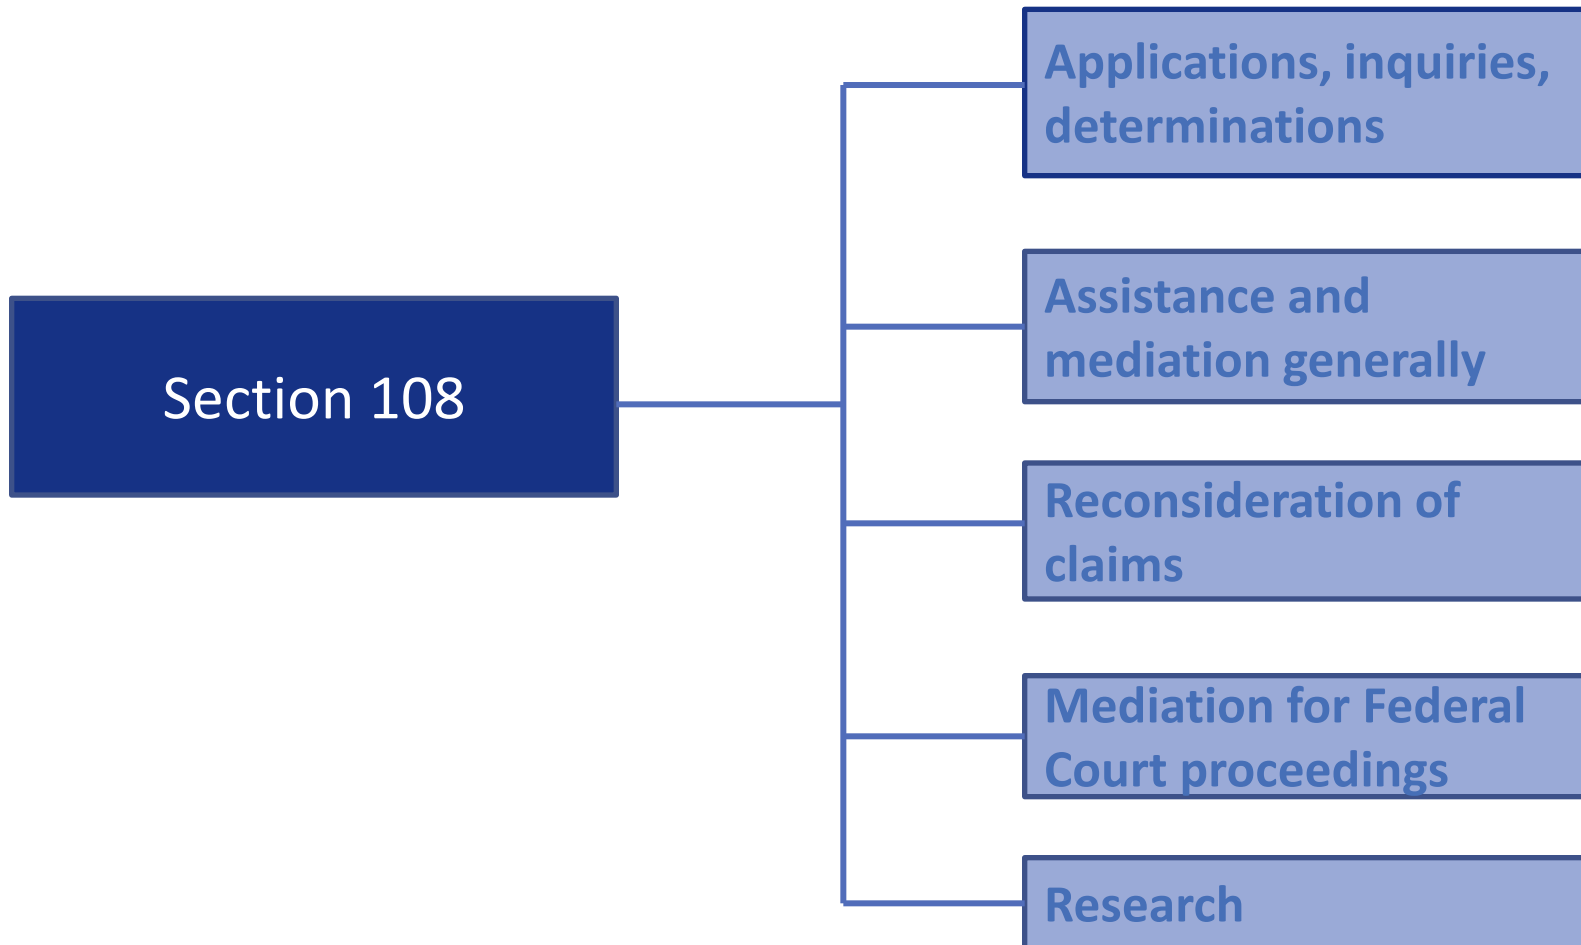 Section 108
Applications, inquiries,
determinations
Assistance and
mediation generally
Reconsideration of
claims
Mediation for Federal
Court proceedings
Research